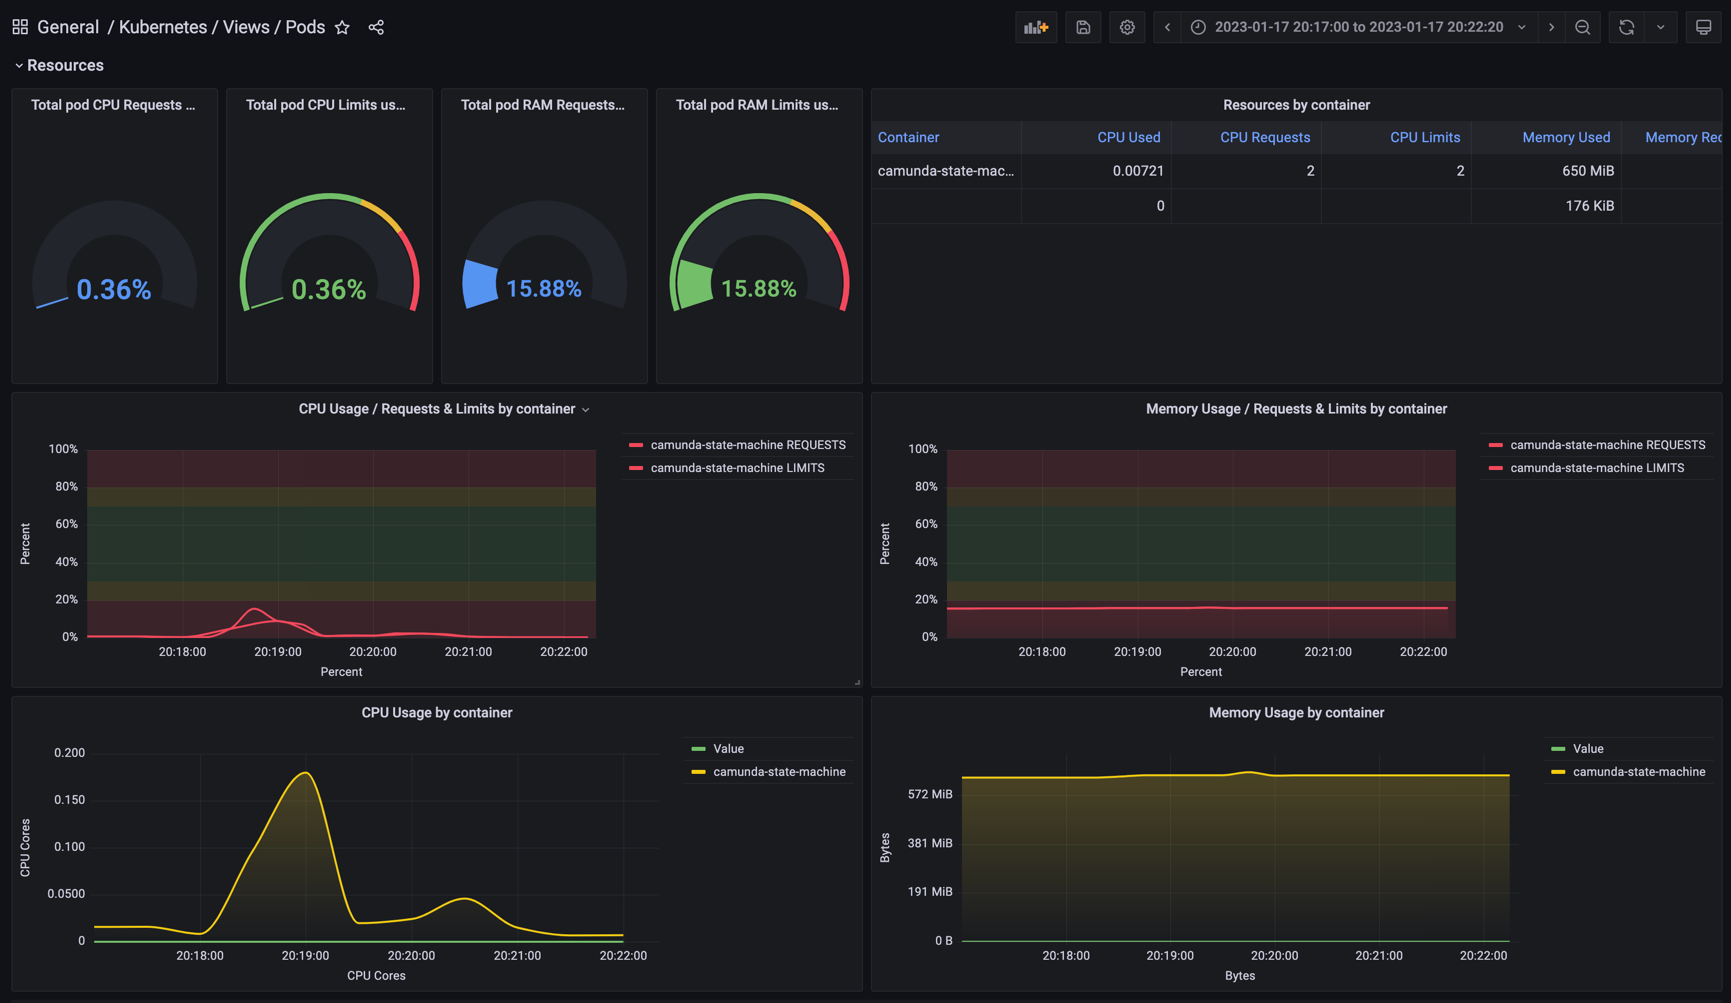 General / Kubernetes / Views / Pods
2023-01-17 20:17:00 to 2023-01-17 20:22:20
Resources
Total pod CPU Requests ...
Total pod CPU Limits us...
Total pod RAM Requests...
Total pod RAM Limits us...
0.36%
0.36%
15.88%
15.88%
Resources by container
Container CPU Used CPU Requests CPU Limits Memory Used Memory Rec
camunda-state-mac... 0.00721 2 2 650 MiB
0 176 KiB
CPU Usage / Requests & Limits by container
100%
80%
60%
40%
20%
0%
Percent
20:18:00 20:19:00 20:20:00 20:21:00 20:22:00
Percent
camunda-state-machine REQUESTS
camunda-state-machine LIMITS
Memory Usage / Requests & Limits by container
100%
80%
60%
40%
20%
0%
Percent
20:18:00 20:19:00 20:20:00 20:21:00 20:22:00
Percent
camunda-state-machine REQUESTS
camunda-state-machine LIMITS
CPU Usage by container
0.200
0.150
0.100
0.0500
0
CPU Cores
20:18:00 20:19:00 20:20:00 20:21:00 20:22:00
CPU Cores
Value
camunda-state-machine
Memory Usage by container
572 MiB
381 MiB
191 MiB
0 B
Bytes
20:18:00 20:19:00 20:20:00 20:21:00 20:22:00
Bytes
Value
camunda-state-machine